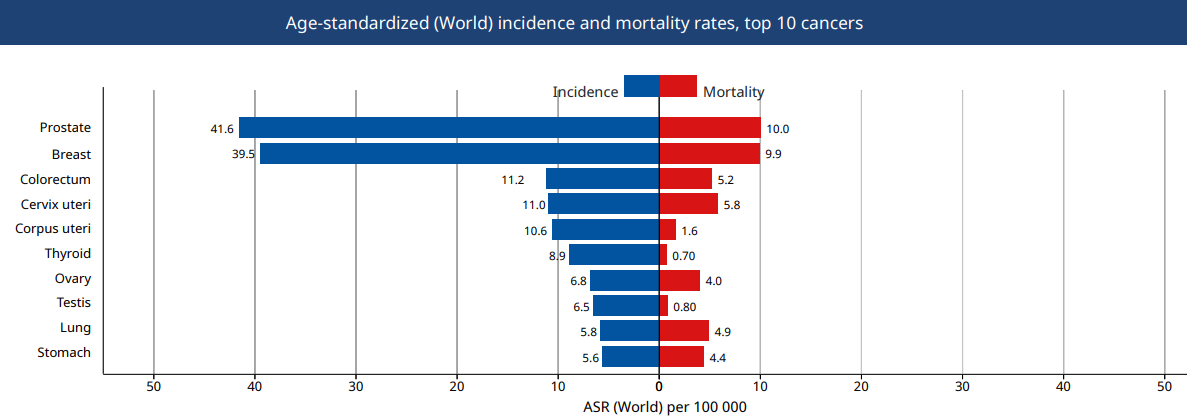 Age-standardized (World) incidence and mortality rates, top 10 cancers
Incidence Mortality
Prostate 41.6 10.0
Breast 39.5 9.9
Colorectum 11.2 5.2
Cervix uteri 11.0 5.8
Corpus uteri 10.6 1.6
Thyroid 8.9 0.70
Ovary 6.8 4.0
Testis 6.5 0.80
Lung 5.8 4.9
Stomach 5.6 4.4
50 40 30 20 10 0 10 20 30 40 50
ASR (World) per 100 000